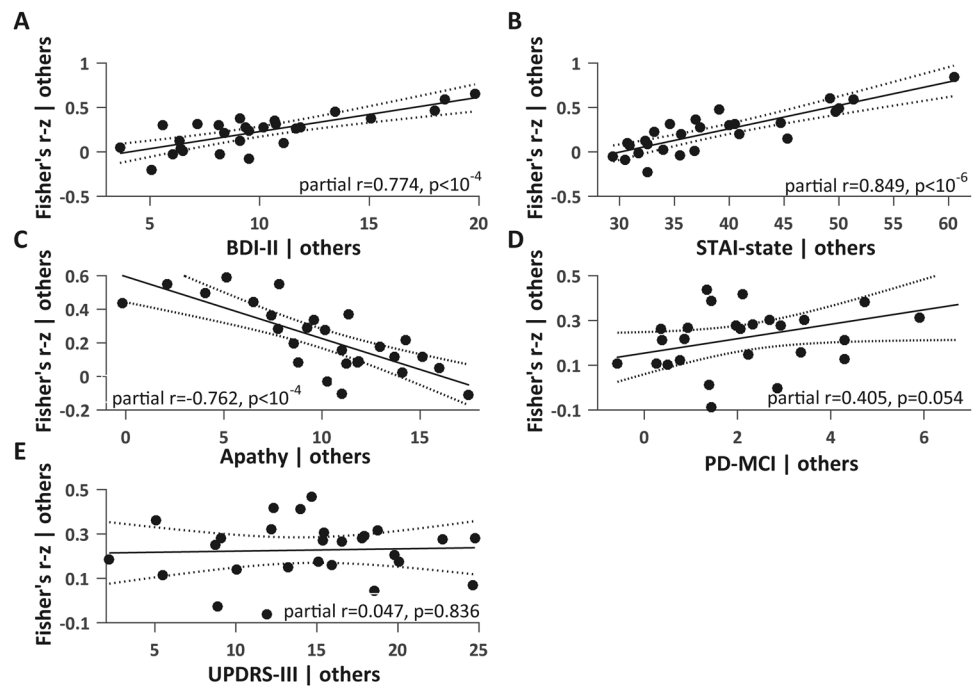 A
Fisher's r-z | others
1
0.5
0
-0.5
partial r=0.774, p<10-4
5 10 15 20
BDI-II | others
B
Fisher's r-z | others
1
0.5
0
-0.5
partial r=0.849, p<10-6
30 35 40 45 50 55 60
STAI-state | others
C
Fisher's r-z | others
0.6
0.4
0.2
0
-0.2
partial r=-0.762, p<10-4
0 5 10 15
Apathy | others
D
Fisher's r-z | others
0.5
0.3
0.1
-0.1
partial r=0.405, p=0.054
0 2 4 6
PD-MCI | others
E
Fisher's r-z | others
0.5
0.3
0.1
-0.1
partial r=0.047, p=0.836
5 10 15 20 25
UPDRS-III | others